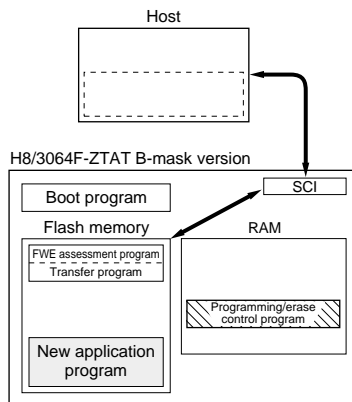 Host
H8/3064F-ZTAT B-mask version
SCI
Boot program
Flash memory
RAM
FWE assessment program
Transfer program
Programming/erase
control program
New application
program